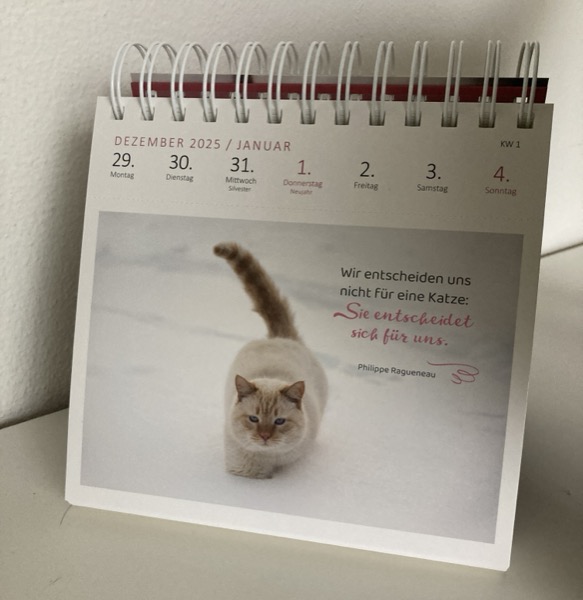 DEZEMBER 2025 / JANUAR
KW 1
29. 30. 31. 1. 2. 3. 4.
Montag Dienstag Mittwoch Donnerstag Freitag Samstag Sonntag
Silvester Neujahr
Wir entscheiden uns
nicht für eine Katze:
Sie entscheidet
sich für uns.
Philippe Ragueneau